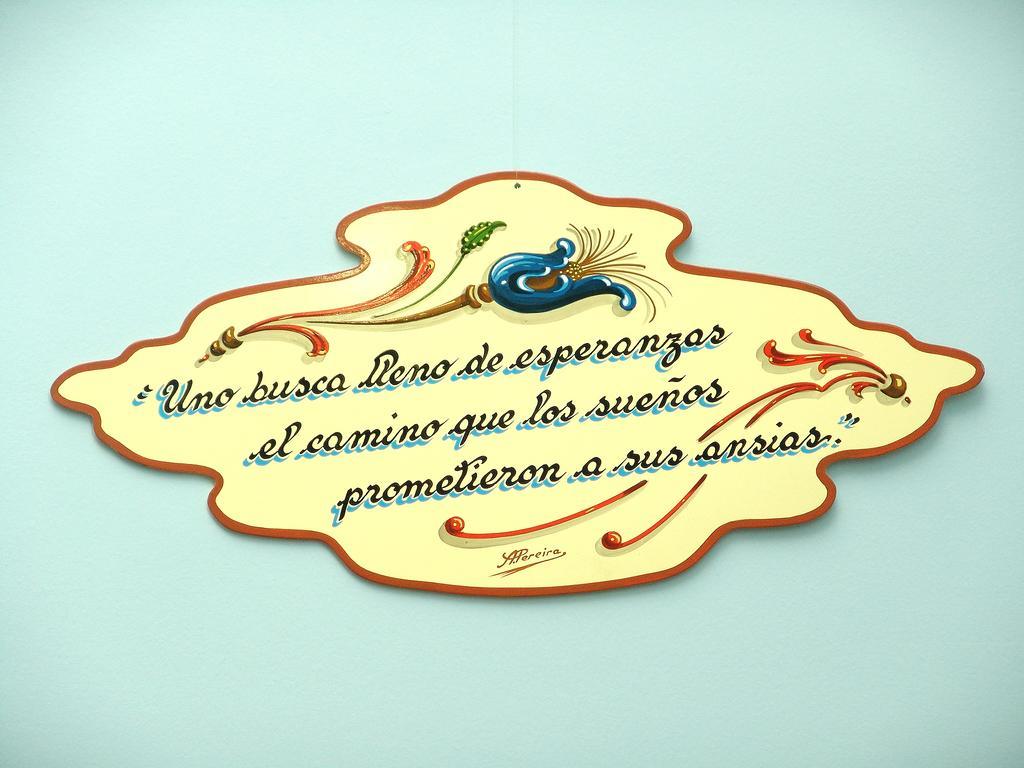 "Uno busca lleno de esperanzas
el camino que los sueños
prometieron a sus ansias."
A. Pereira